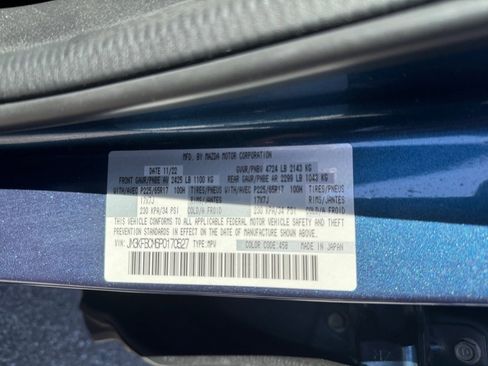 MFD. BY MAZDA MOTOR CORPORATION
DATE 11/22 GVWR/PNBV 4724 LB 2143 KG
FRONT GAWR/PNBE AV 2425 LB 1100 KG REAR GAWR/PNBE AR 2299 LB 1043 KG
WITH/AVEC P225/65R17 100H TIRES/PNEUS WITH/AVEC P225/65R17 100H TIRES/PNEUS
17X7J RIMS/JANTES 17X7J RIMS/JANTES
230 KPA/34 PSI COLD/A FROID 230 KPA/34 PSI COLD/A FROID
THIS VEHICLE CONFORMS TO ALL APPLICABLE FEDERAL MOTOR VEHICLE SAFETY AND THEFT
PREVENTION STANDARDS IN EFFECT ON THE DATE OF MANUFACTURE SHOWN ABOVE.
VIN: TYPE:MPV COLOR CODE:45B MADE IN JAPAN